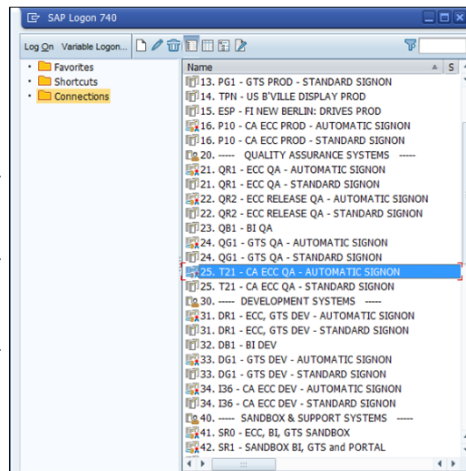 SAP Logon 740
Log On Variable Logon...
Favorites
Shortcuts
Connections
Name S
13. PG1 - GTS PROD - STANDARD SIGNON
14. TPN - US B'VILLE DISPLAY PROD
15. ESP - FI NEW BERLIN: DRIVES PROD
16. P10 - CA ECC PROD - AUTOMATIC SIGNON
16. P10 - CA ECC PROD - STANDARD SIGNON
20. ----- QUALITY ASSURANCE SYSTEMS -----
21. QR1 - ECC QA - AUTOMATIC SIGNON
21. QR1 - ECC QA - STANDARD SIGNON
22. QR2 - ECC RELEASE QA - AUTOMATIC SIGNON
22. QR2 - ECC RELEASE QA - STANDARD SIGNON
23. QB1 - BI QA
24. QG1 - GTS QA - AUTOMATIC SIGNON
24. QG1 - GTS QA - STANDARD SIGNON
25. T21 - CA ECC QA - AUTOMATIC SIGNON
25. T21 - CA ECC QA - STANDARD SIGNON
30. ----- DEVELOPMENT SYSTEMS -----
31. DR1 - ECC, GTS DEV - AUTOMATIC SIGNON
31. DR1 - ECC, GTS DEV - STANDARD SIGNON
32. DB1 - BI DEV
33. DG1 - GTS DEV - AUTOMATIC SIGNON
33. DG1 - GTS DEV - STANDARD SIGNON
34. I36 - CA ECC DEV - AUTOMATIC SIGNON
34. I36 - CA ECC DEV - STANDARD SIGNON
40. ----- SANDBOX & SUPPORT SYSTEMS -----
41. SR0 - ECC, BI, GTS SANDBOX
42. SR1 - SANDBOX BI, GTS and PORTAL